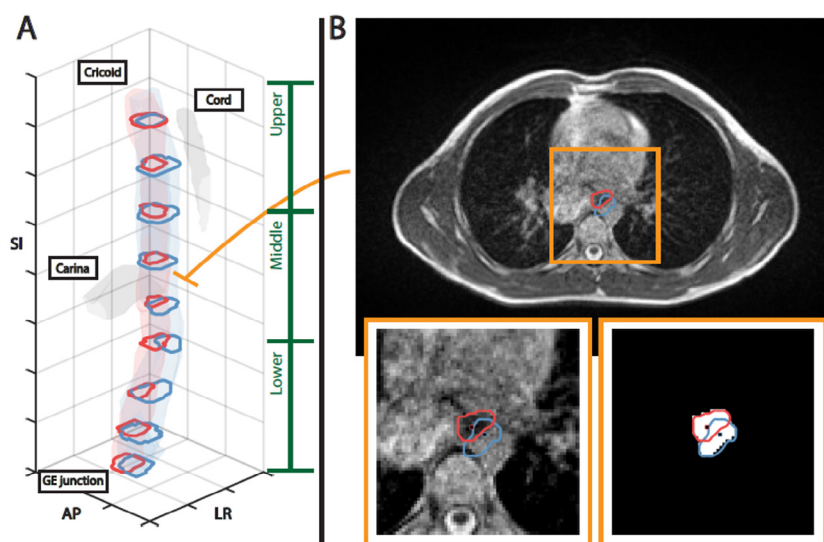 A
B
Cricoid
Cord
Upper
SI
Middle
Carina
Lower
GE junction
AP
LR